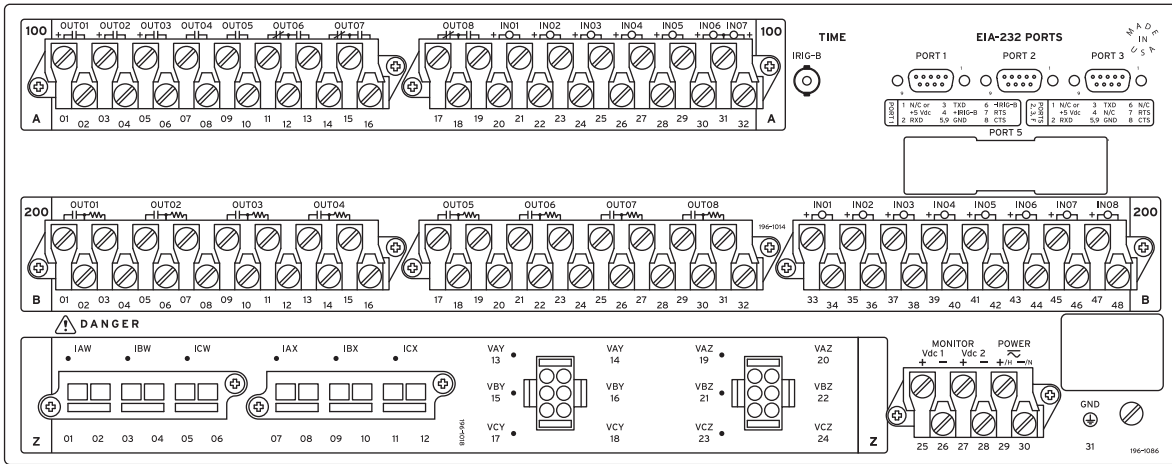 100 OUT01 OUT02 OUT03 OUT04 OUT05 OUT06 OUT07 OUT08 IN01 IN02 IN03 IN04 IN05 IN06 IN07 100
+ + + + + + + + + +
A 01 02 03 04 05 06 07 08 09 10 11 12 13 14 15 16 17 18 19 20 21 22 23 24 25 26 27 28 29 30 31 32 A
TIME
IRIG-B
EIA-232 PORTS
MADE
IN
USA
PORT 1 PORT 2 PORT 3
PORT 1
1 N/C or 3 TXD 6 -IRIG-B
+5 Vdc 4 +IRIG-B 7 RTS
2 RXD 5,9 GND 8 CTS
PORTS
2, 3, F
1 N/C or 3 TXD 6 N/C
+5 Vdc 4 N/C 7 RTS
2 RXD 5,9 GND 8 CTS
PORT 5
200 OUT01 OUT02 OUT03 OUT04 OUT05 OUT06 OUT07 OUT08 IN01 IN02 IN03 IN04 IN05 IN06 IN07 IN08 200
+ + + + + + + +
196-1014
B 01 02 03 04 05 06 07 08 09 10 11 12 13 14 15 16 17 18 19 20 21 22 23 24 25 26 27 28 29 30 31 32 33 34 35 36 37 38 39 40 41 42 43 44 45 46 47 48 B
DANGER
IAW IBW ICW IAX IBX ICX
Z 01 02 03 04 05 06 07 08 09 10 11 12
196-1018
VAY VAY VAZ VAZ
13 14 19 20
VBY VBY VBZ VBZ
15 16 21 22
VCY VCY VCZ VCZ
17 18 23 24
Z
MONITOR POWER
Vdc 1 Vdc 2
+ − + − +/H −/N
25 26 27 28 29 30
GND
31
196-1086